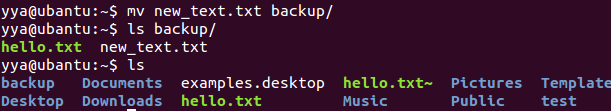 yya@ubantu:~$ mv new_text.txt backup/
yya@ubantu:~$ ls backup/
hello.txt  new_text.txt
yya@ubantu:~$ ls
backup   Documents  examples.desktop  hello.txt~  Pictures  Template
Desktop  Downloads  hello.txt         Music       Public    test